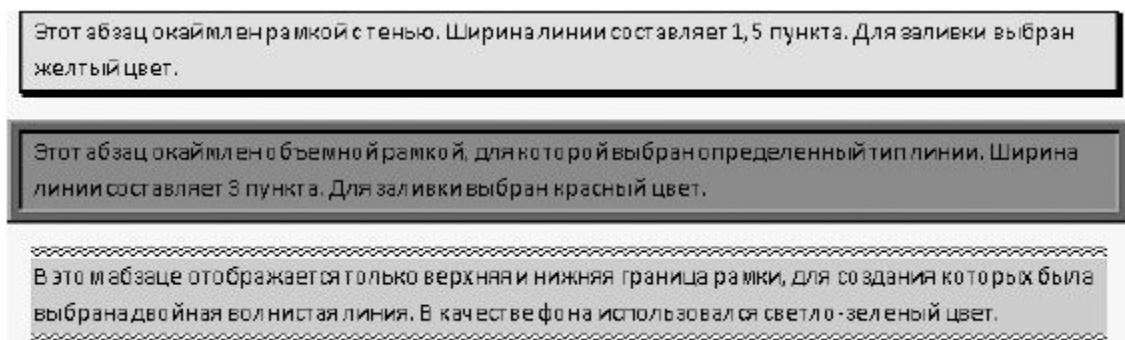 Этот абзац окаймлен рамкой с тенью. Ширина линии составляет 1,5 пункта. Для заливки выбран
желтый цвет.
Этот абзац окаймлен объемной рамкой, для которой выбран определенный тип линии. Ширина
линии составляет 3 пункта. Для заливки выбран красный цвет.
В этом абзаце отображается только верхняя и нижняя граница рамки, для создания которых была
выбрана двойная волнистая линия. В качестве фона использовался светло-зеленый цвет.